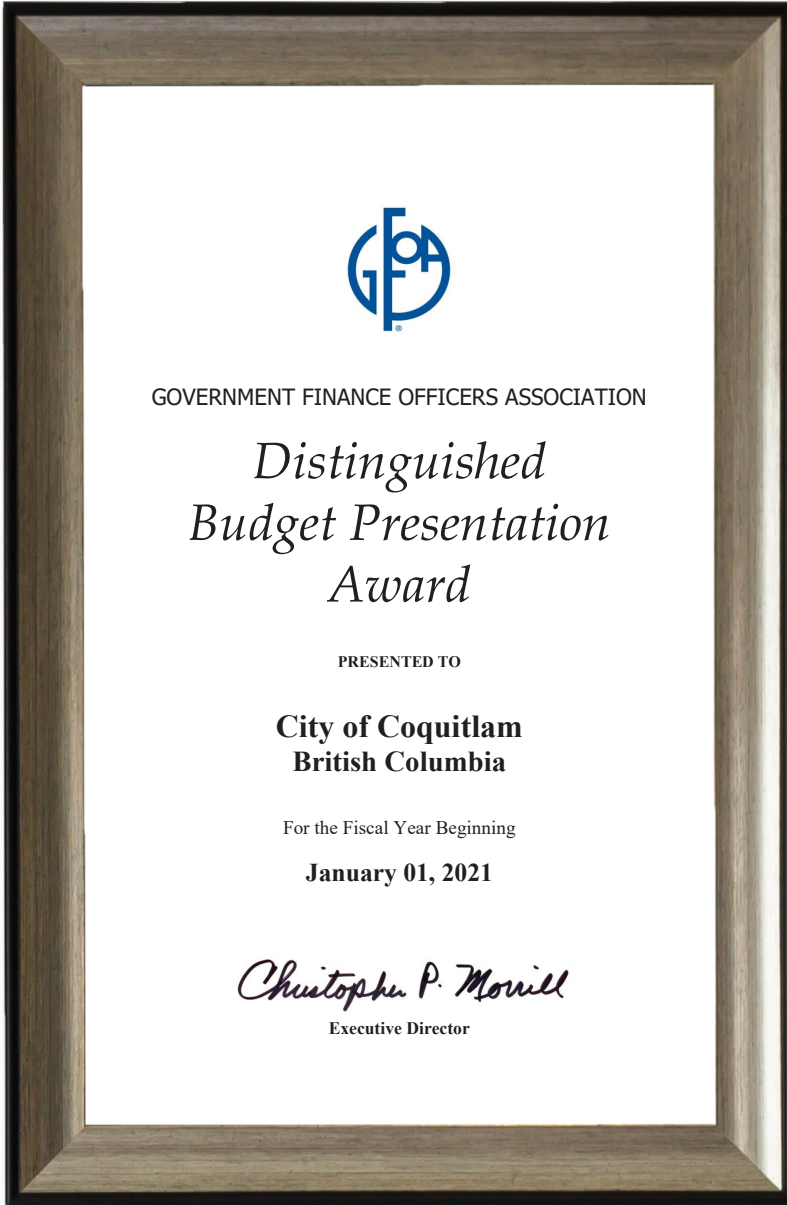 GFOA
®
GOVERNMENT FINANCE OFFICERS ASSOCIATION
Distinguished
Budget Presentation
Award
PRESENTED TO
City of Coquitlam
British Columbia
For the Fiscal Year Beginning
January 01, 2021
Christopher P. Morrill
Executive Director